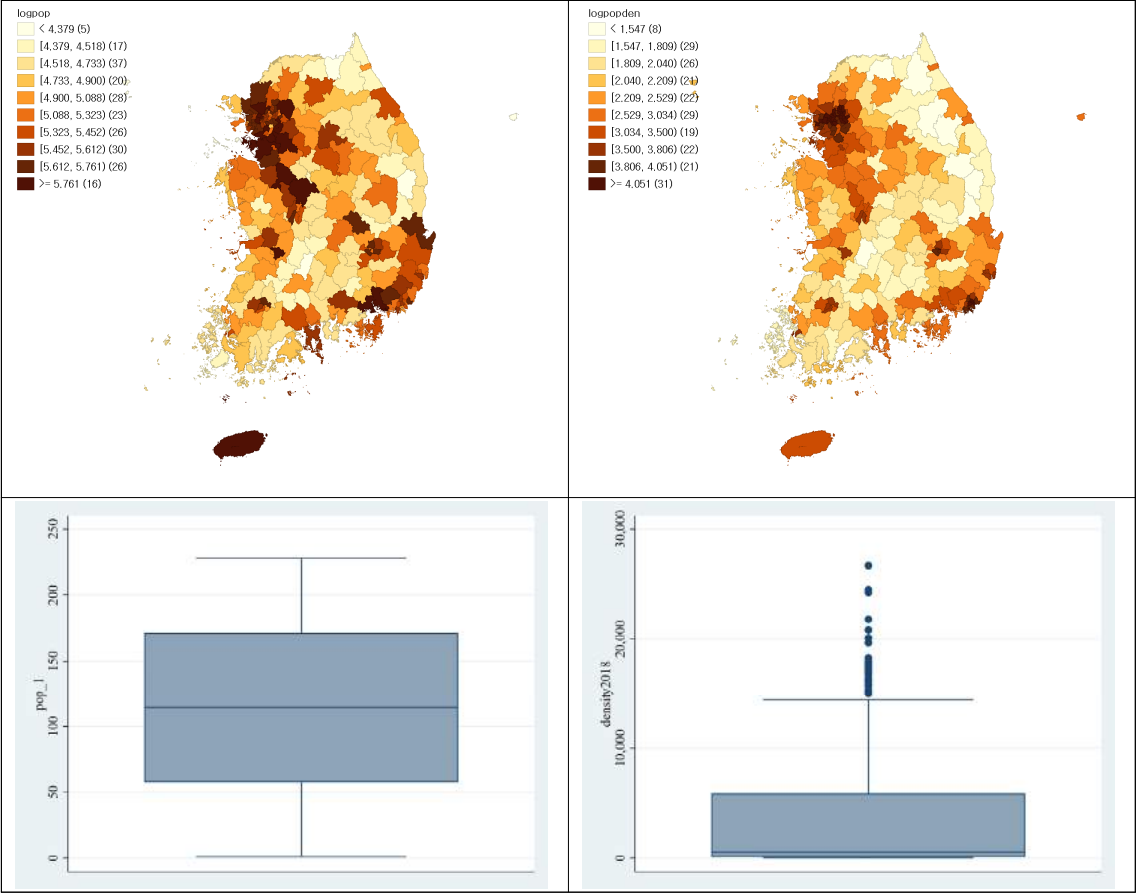 logpop
< 4.379 (5)
[4.379, 4.518) (17)
[4.518, 4.733) (37)
[4.733, 4.900) (20)
[4.900, 5.088) (28)
[5.088, 5.323) (23)
[5.323, 5.452) (26)
[5.452, 5.612) (30)
[5.612, 5.761) (26)
>= 5.761 (16)
logpopden
< 1.547 (8)
[1.547, 1.809) (29)
[1.809, 2.040) (26)
[2.040, 2.209) (21)
[2.209, 2.529) (22)
[2.529, 3.034) (29)
[3.034, 3.500) (19)
[3.500, 3.806) (22)
[3.806, 4.051) (21)
>= 4.051 (31)
250
200
150
100
50
0
pop_1
30,000
20,000
10,000
0
density2018